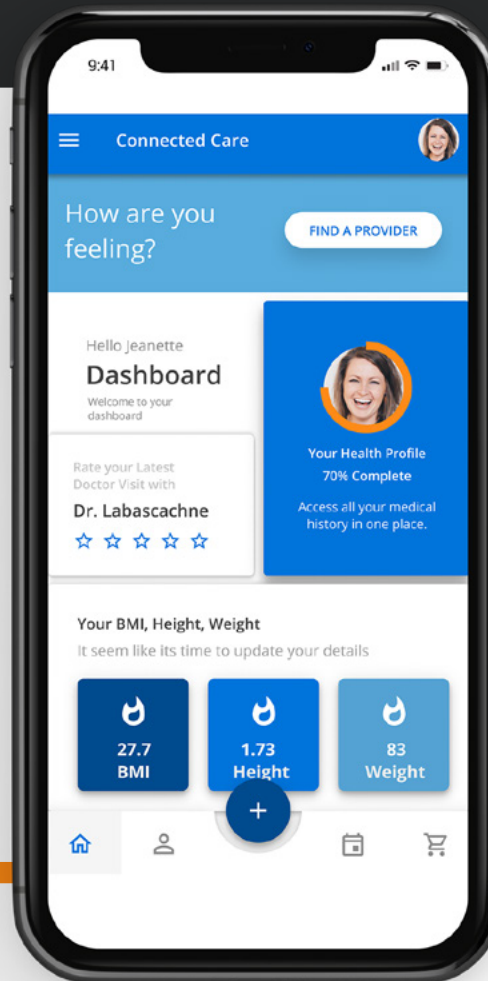 9:41
Connected Care
How are you
feeling?
FIND A PROVIDER
Hello Jeanette
Dashboard
Welcome to your
dashboard
Rate your Latest
Doctor Visit with
Dr. Labascachne
Your Health Profile
70% Complete
Access all your medical
history in one place.
Your BMI, Height, Weight
It seem like its time to update your details
27.7
BMI
1.73
Height
83
Weight